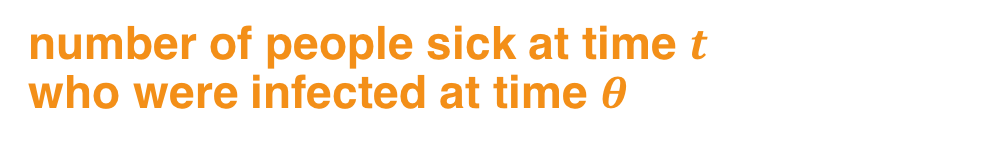 number of people sick at time t
who were infected at time θ